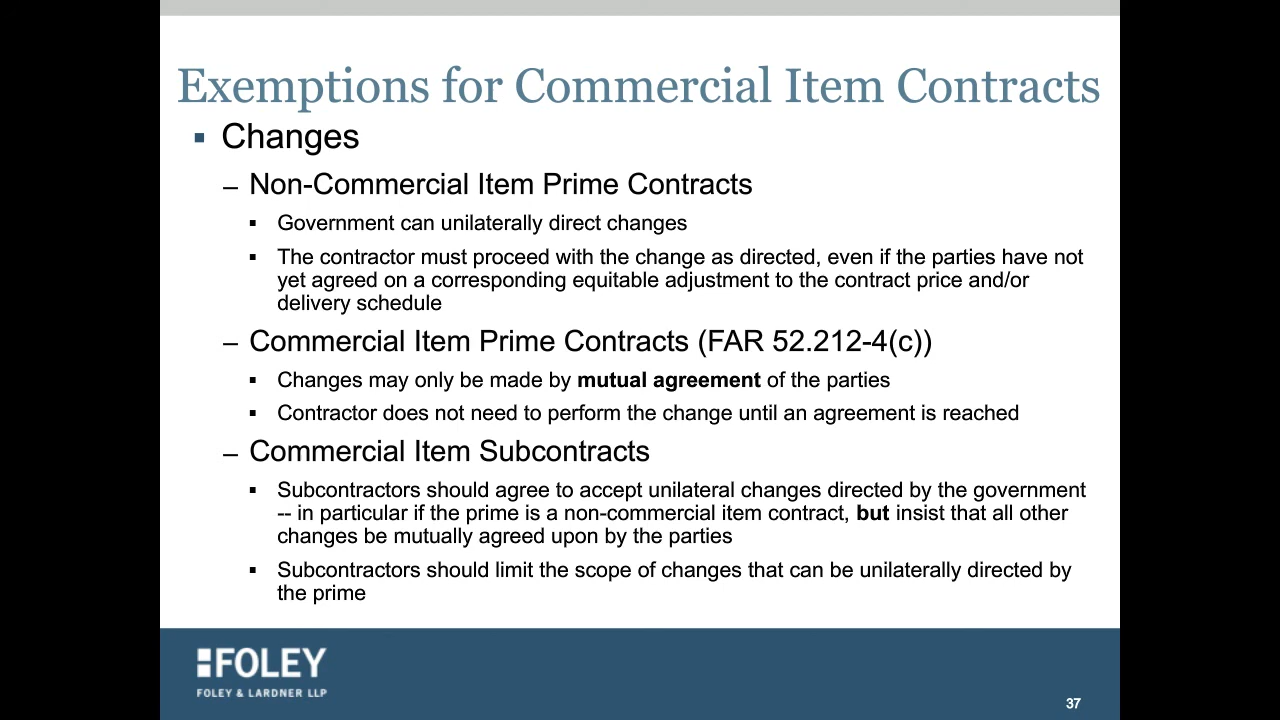 Exemptions for Commercial Item Contracts
▪ Changes
– Non-Commercial Item Prime Contracts
▪ Government can unilaterally direct changes
▪ The contractor must proceed with the change as directed, even if the parties have not
yet agreed on a corresponding equitable adjustment to the contract price and/or
delivery schedule
– Commercial Item Prime Contracts (FAR 52.212-4(c))
▪ Changes may only be made by mutual agreement of the parties
▪ Contractor does not need to perform the change until an agreement is reached
– Commercial Item Subcontracts
▪ Subcontractors should agree to accept unilateral changes directed by the government
-- in particular if the prime is a non-commercial item contract, but insist that all other
changes be mutually agreed upon by the parties
▪ Subcontractors should limit the scope of changes that can be unilaterally directed by
the prime
FOLEY
FOLEY & LARDNER LLP
37